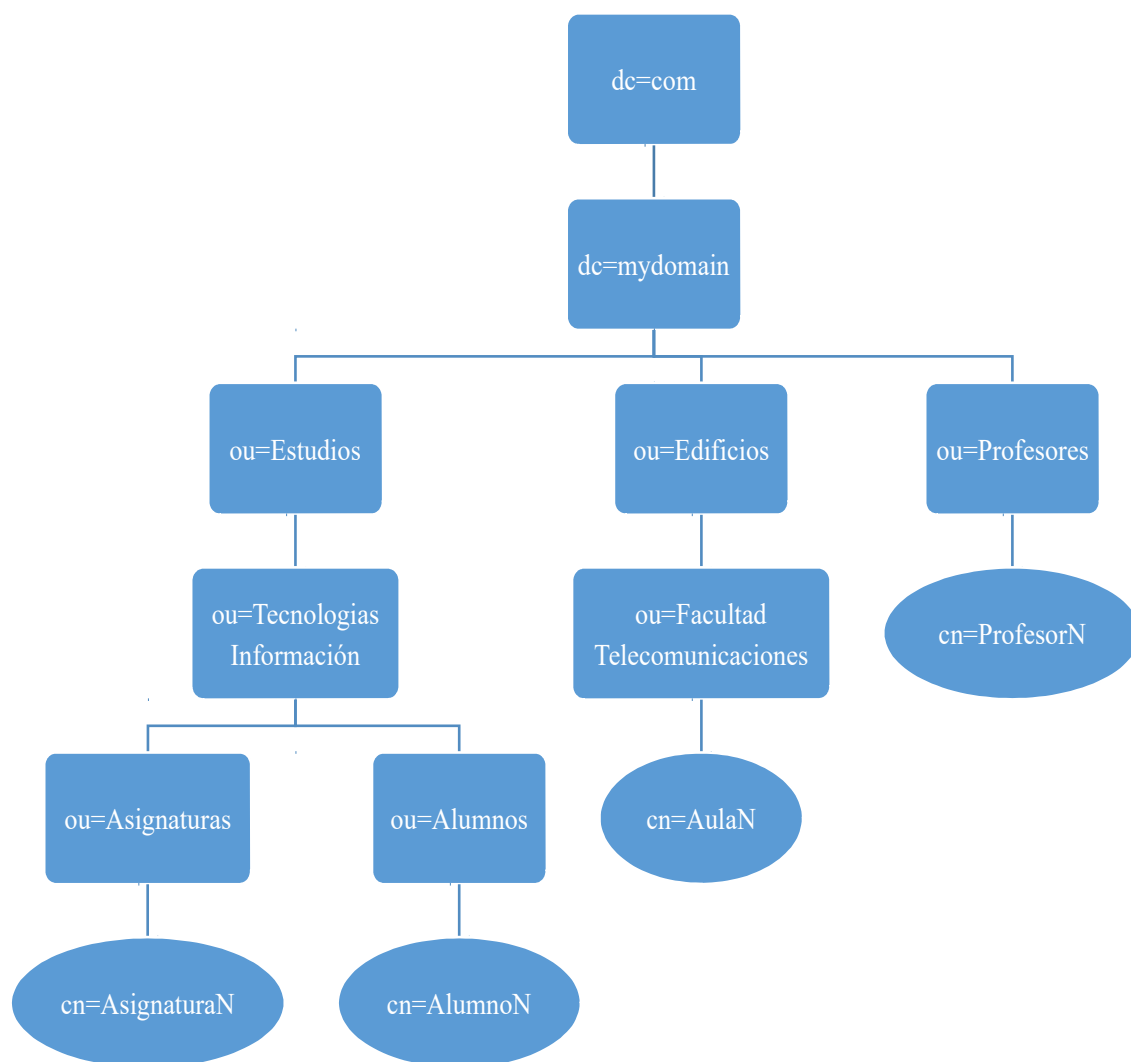 dc=com
dc=mydomain
ou=Estudios
ou=Edificios
ou=Profesores
ou=Tecnologias
Información
ou=Facultad
Telecomunicaciones
cn=ProfesorN
ou=Asignaturas
ou=Alumnos
cn=AulaN
cn=AsignaturaN
cn=AlumnoN